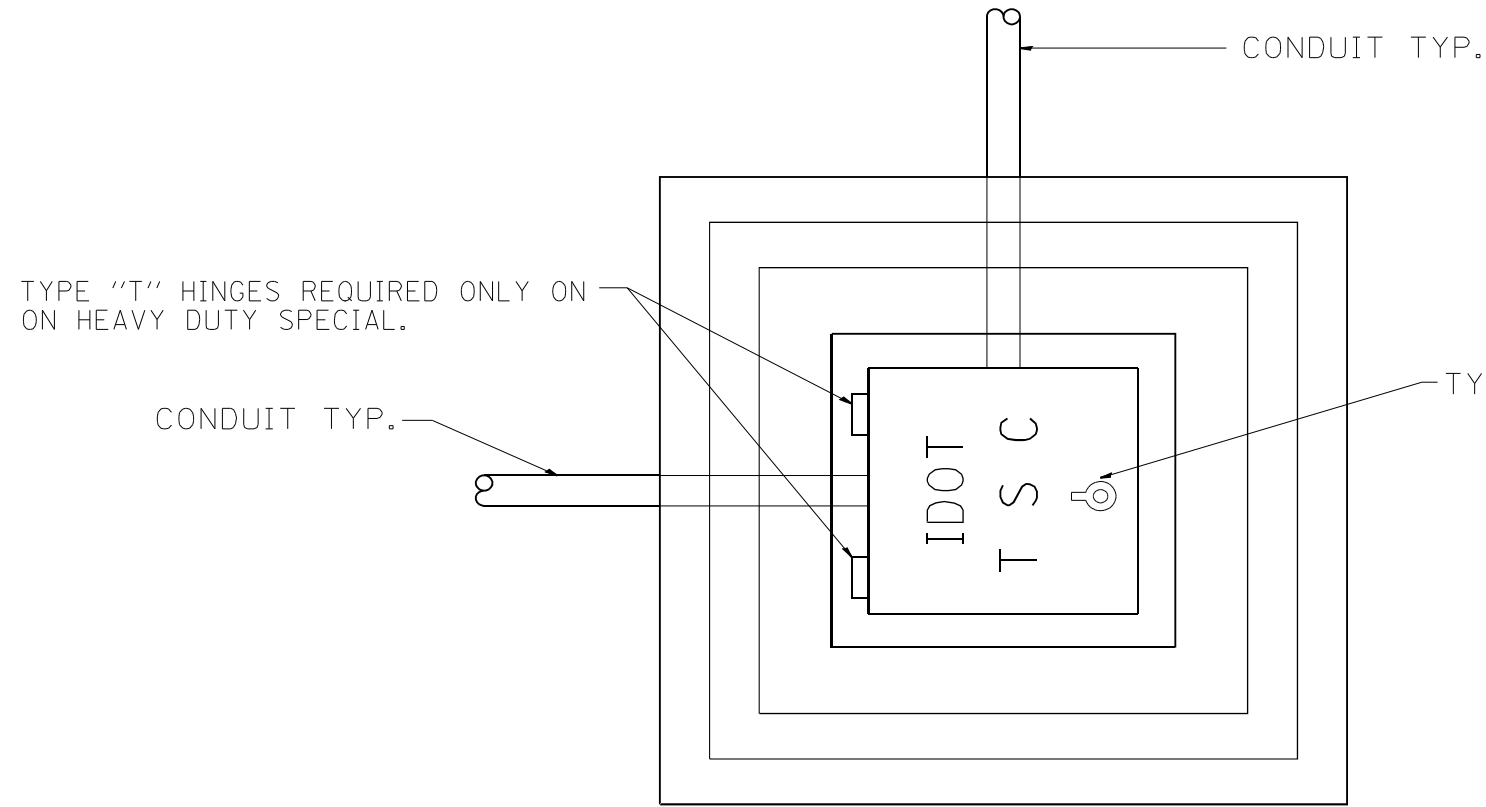 CONDUIT TYP.
TYPE "T" HINGES REQUIRED ONLY ON
ON HEAVY DUTY SPECIAL.
CONDUIT TYP.
TY
IDOT
T S C